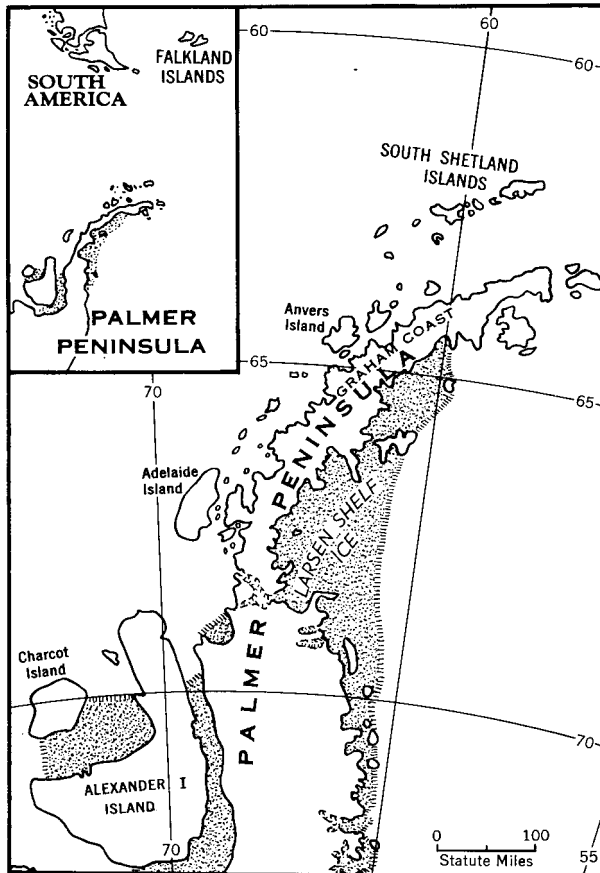 SOUTH
AMERICA
FALKLAND
ISLANDS
PALMER
PENINSULA
60
60
60
SOUTH SHETLAND
ISLANDS
Anvers
Island
GRAHAM COAST
65
65
70
Adelaide
Island
PALMER PENINSULA
LARSEN SHELF
ICE
Charcot
Island
ALEXANDER I
ISLAND
70
70
0 100
Statute Miles
55